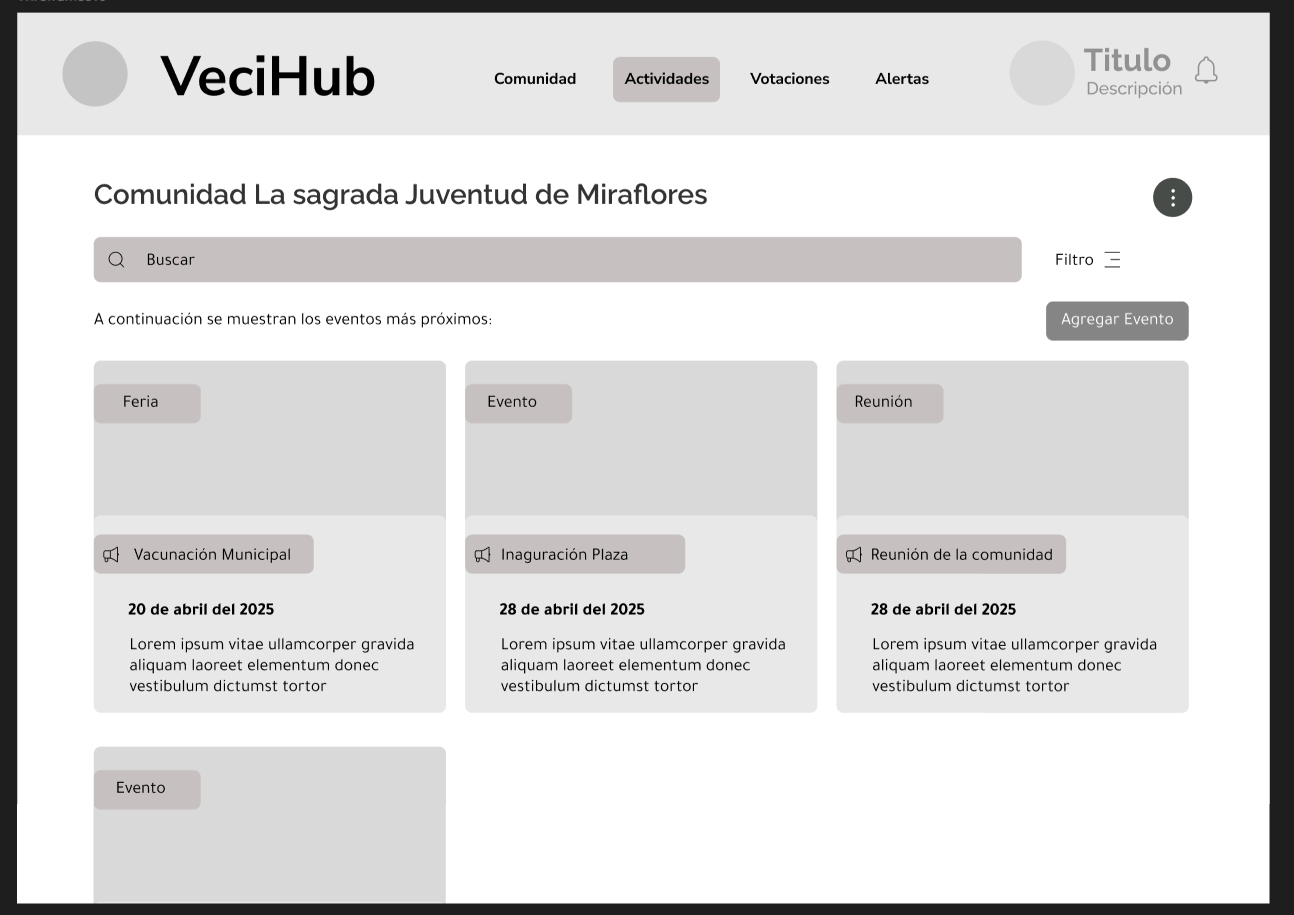 VeciHub
Comunidad
Actividades
Votaciones
Alertas
Titulo
Descripción
Comunidad La sagrada Juventud de Miraflores
Buscar
Filtro
A continuación se muestran los eventos más próximos:
Agregar Evento
Feria
Vacunación Municipal
20 de abril del 2025
Lorem ipsum vitae ullamcorper gravida
aliquam laoreet elementum donec
vestibulum dictumst tortor
Evento
Inaguración Plaza
28 de abril del 2025
Lorem ipsum vitae ullamcorper gravida
aliquam laoreet elementum donec
vestibulum dictumst tortor
Reunión
Reunión de la comunidad
28 de abril del 2025
Lorem ipsum vitae ullamcorper gravida
aliquam laoreet elementum donec
vestibulum dictumst tortor
Evento